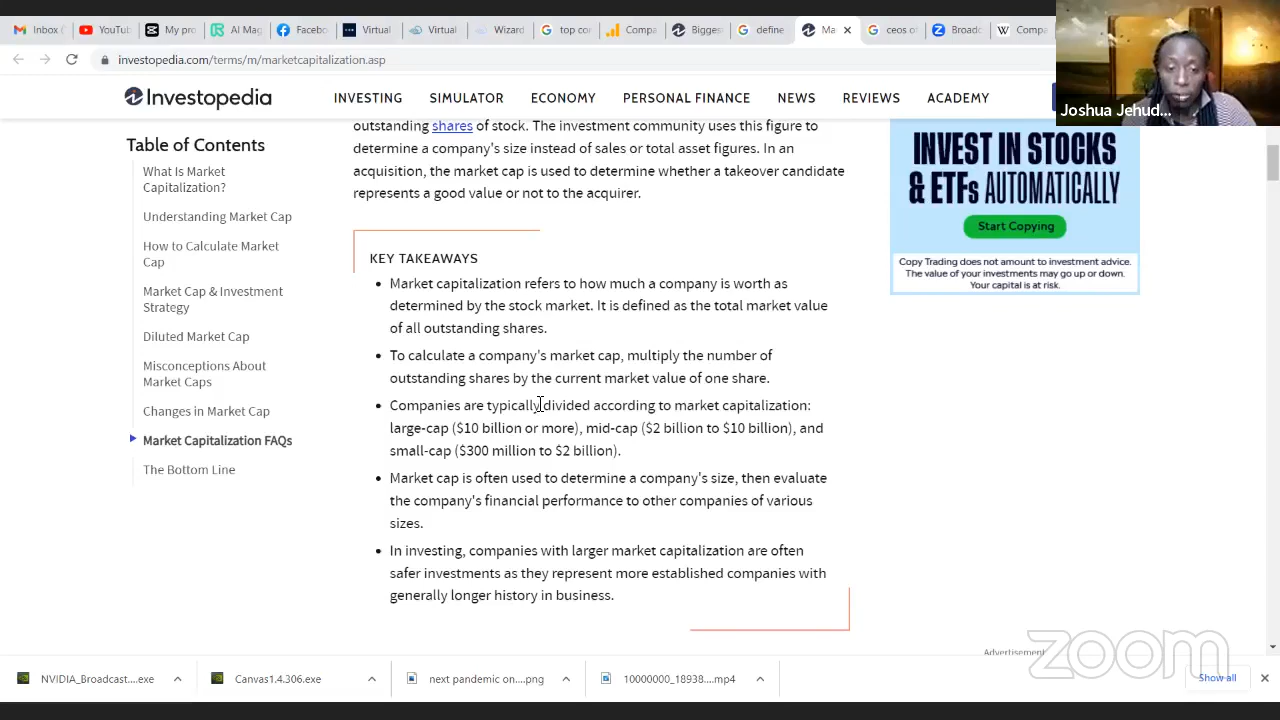 Inbox (
YouTub
My pro
AI Mag
Facebo
Virtual
Virtual
Wizard
top co
Compa
Bigges
define
Ma
ceos of
Broadc
Compa
investopedia.com/terms/m/marketcapitalization.asp
Joshua Jehud...
Investopedia
INVESTING SIMULATOR ECONOMY PERSONAL FINANCE NEWS REVIEWS ACADEMY
Table of Contents
What Is Market
Capitalization?
Understanding Market Cap
How to Calculate Market
Cap
Market Cap & Investment
Strategy
Diluted Market Cap
Misconceptions About
Market Caps
Changes in Market Cap
Market Capitalization FAQs
The Bottom Line
outstanding shares of stock. The investment community uses this figure to
determine a company's size instead of sales or total asset figures. In an
acquisition, the market cap is used to determine whether a takeover candidate
represents a good value or not to the acquirer.
KEY TAKEAWAYS
• Market capitalization refers to how much a company is worth as
determined by the stock market. It is defined as the total market value
of all outstanding shares.
• To calculate a company's market cap, multiply the number of
outstanding shares by the current market value of one share.
• Companies are typically divided according to market capitalization:
large-cap ($10 billion or more), mid-cap ($2 billion to $10 billion), and
small-cap ($300 million to $2 billion).
• Market cap is often used to determine a company's size, then evaluate
the company's financial performance to other companies of various
sizes.
• In investing, companies with larger market capitalization are often
safer investments as they represent more established companies with
generally longer history in business.
INVEST IN STOCKS
& ETFs AUTOMATICALLY
Start Copying
Copy Trading does not amount to investment advice.
The value of your investments may go up or down.
Your capital is at risk.
Advertisement
zoom
NVIDIA_Broadcast....exe
Canvas1.4.306.exe
next pandemic on....png
10000000_18938....mp4
Show all